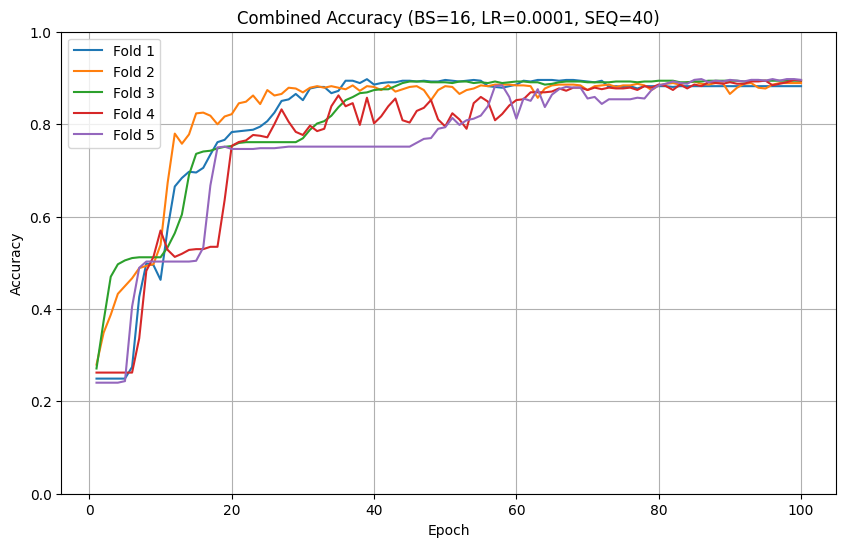 Combined Accuracy (BS=16, LR=0.0001, SEQ=40)
1.0
0.8
0.6
0.4
0.2
0.0
Accuracy
Fold 1
Fold 2
Fold 3
Fold 4
Fold 5
0 20 40 60 80 100
Epoch